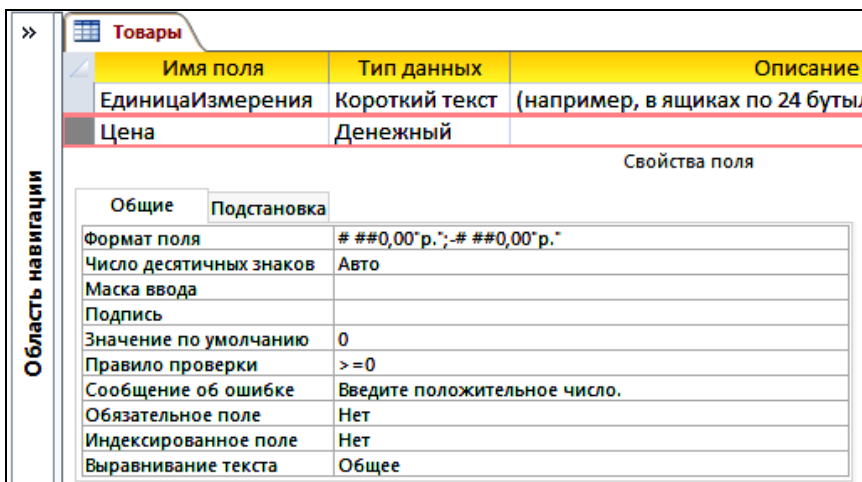 »
Товары
Имя поля Тип данных Описание
ЕдиницаИзмерения Короткий текст (например, в ящиках по 24 буты
Цена Денежный
Свойства поля
Область навигации
Общие Подстановка
Формат поля # ##0,00"р.";-# ##0,00"р."
Число десятичных знаков Авто
Маска ввода
Подпись
Значение по умолчанию 0
Правило проверки >=0
Сообщение об ошибке Введите положительное число.
Обязательное поле Нет
Индексированное поле Нет
Выравнивание текста Общее